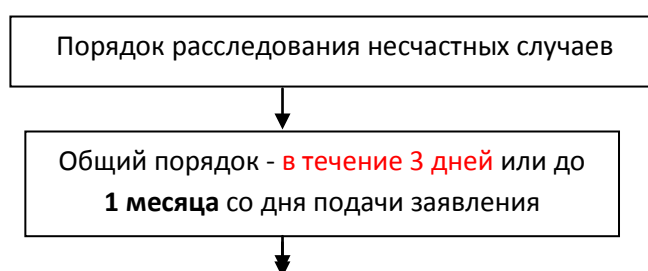 Порядок расследования несчастных случаев
Общий порядок - в течение 3 дней или до
1 месяца со дня подачи заявления